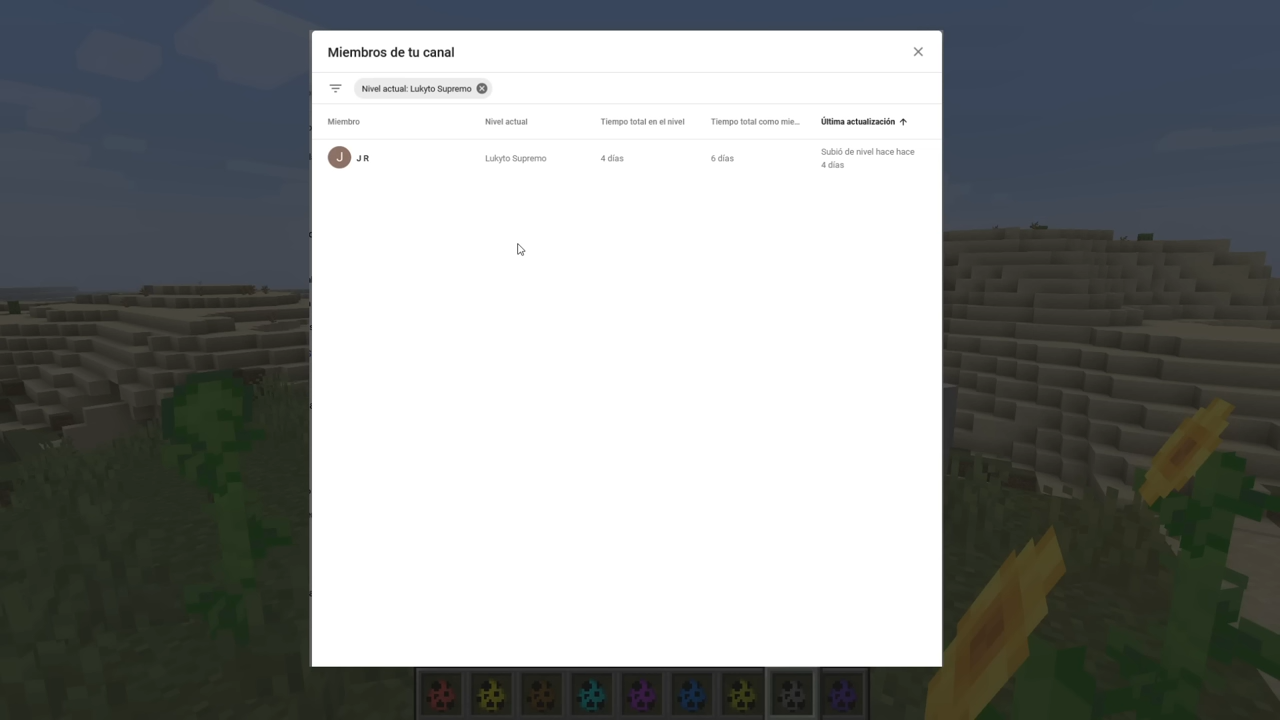 Miembros de tu canal
Nivel actual: Lukyto Supremo
Miembro Nivel actual Tiempo total en el nivel Tiempo total como mie... Última actualización
J J R Lukyto Supremo 4 días 6 días Subió de nivel hace hace
4 días